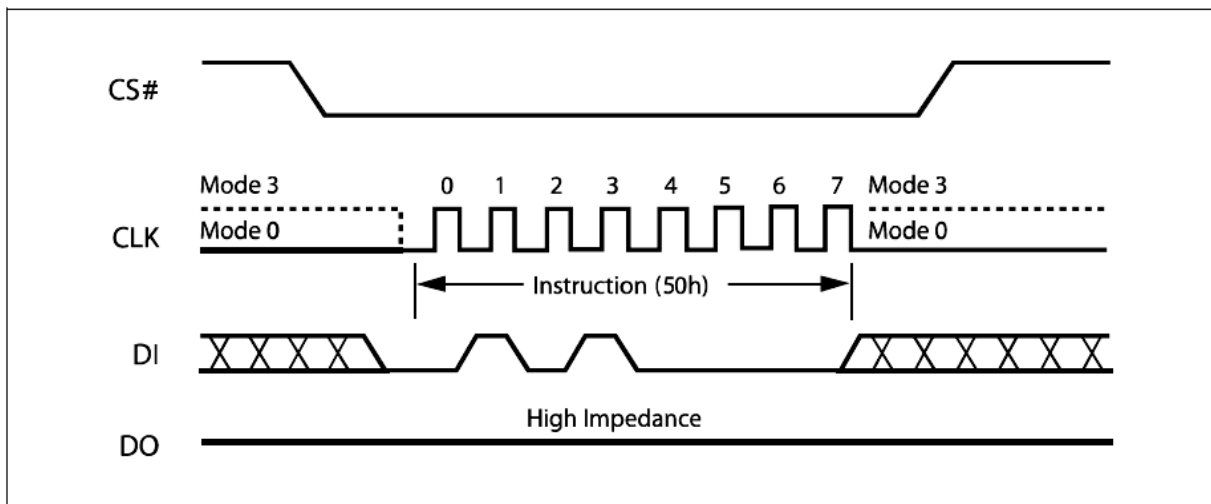 CS#
Mode 3 0 1 2 3 4 5 6 7 Mode 3
CLK Mode 0 Mode 0
Instruction (50h)
DI
High Impedance
DO